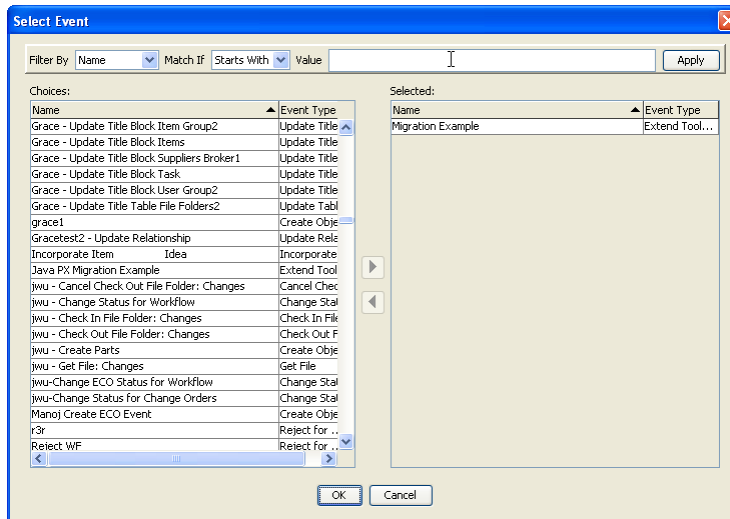 Select Event
Filter By Name Match If Starts With Value Apply
Choices: Selected:
Name Event Type Name Event Type
Grace - Update Title Block Item Group2 Update Title Migration Example Extend Tool...
Grace - Update Title Block Items Update Title
Grace - Update Title Block Suppliers Broker1 Update Title
Grace - Update Title Block Task Update Title
Grace - Update Title Block User Group2 Update Title
Grace - Update Title Table File Folders2 Update Tabl
grace1 Create Obje
Gracetest2 - Update Relationship Update Rela
Incorporate Item Idea Incorporate
Java PX Migration Example Extend Tool
jwu - Cancel Check Out File Folder: Changes Cancel Chec
jwu - Change Status for Workflow Change Stat
jwu - Check In File Folder: Changes Check In File
jwu - Check Out File Folder: Changes Check Out F
jwu - Create Parts Create Obje
jwu - Get File: Changes Get File
jwu-Change ECO Status for Workflow Change Stat
jwu-Change Status for Change Orders Change Stat
Manoj Create ECO Event Create Obje
r3r Reject for ...
Reject WF Reject for ...
OK Cancel